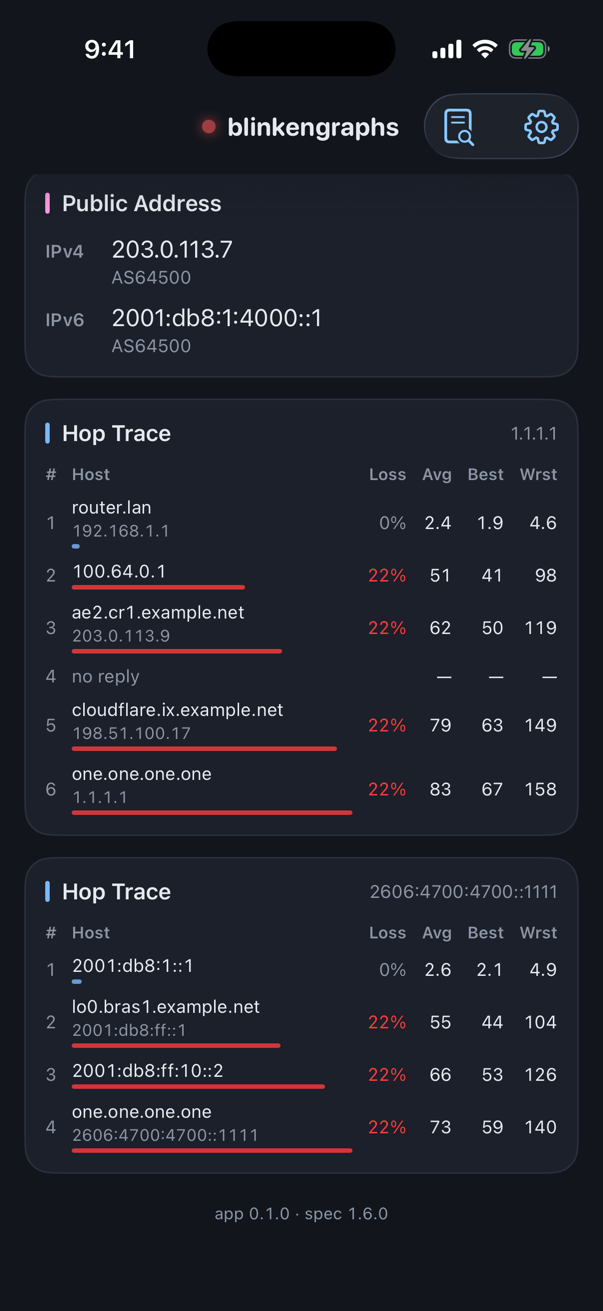 9:41
blinkengraphs
Public Address
IPv4 203.0.113.7
AS64500
IPv6 2001:db8:1:4000::1
AS64500
Hop Trace 1.1.1.1
# Host Loss Avg Best Wrst
router.lan
1 192.168.1.1 0% 2.4 1.9 4.6
2 100.64.0.1 22% 51 41 98
ae2.cr1.example.net
3 203.0.113.9 22% 62 50 119
4 no reply — — —
cloudflare.ix.example.net
5 198.51.100.17 22% 79 63 149
one.one.one.one
6 1.1.1.1 22% 83 67 158
Hop Trace 2606:4700:4700::1111
# Host Loss Avg Best Wrst
1 2001:db8:1::1 0% 2.6 2.1 4.9
lo0.bras1.example.net
2 2001:db8:ff::1 22% 55 44 104
3 2001:db8:ff:10::2 22% 66 53 126
one.one.one.one
4 2606:4700:4700::1111 22% 73 59 140
app 0.1.0 · spec 1.6.0